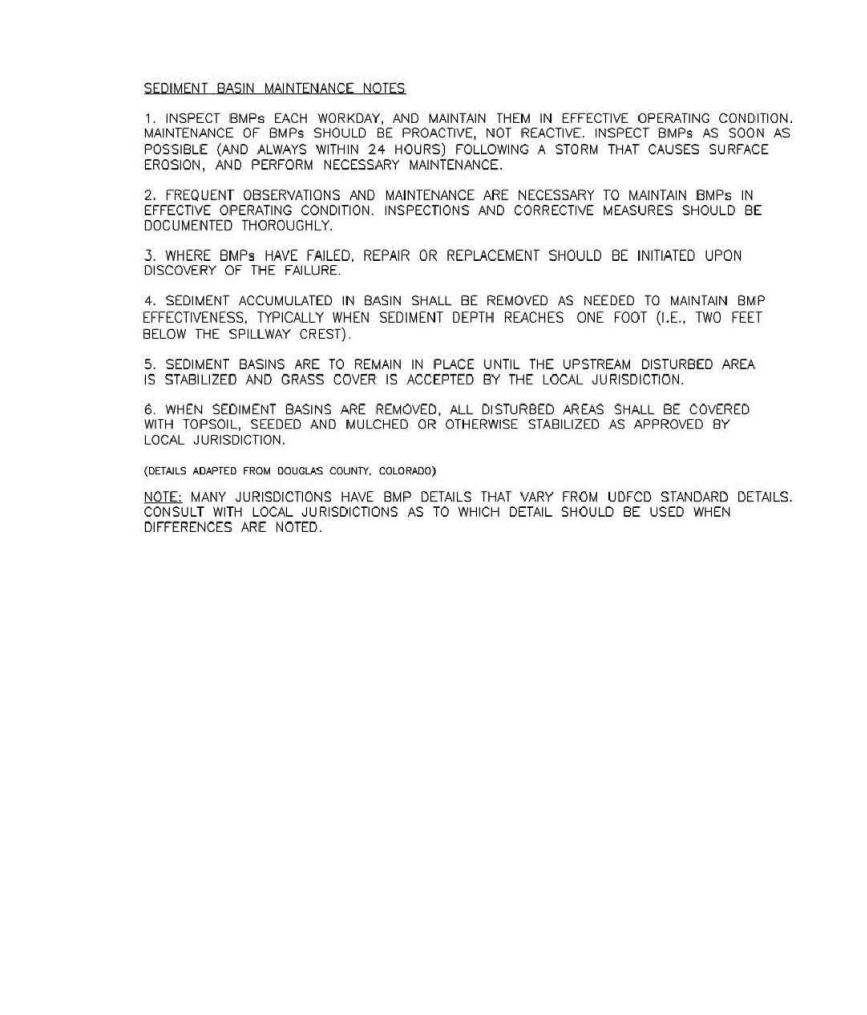 SEDIMENT BASIN MAINTENANCE NOTES
1. INSPECT BMPs EACH WORKDAY, AND MAINTAIN THEM IN EFFECTIVE OPERATING CONDITION.
MAINTENANCE OF BMPs SHOULD BE PROACTIVE, NOT REACTIVE. INSPECT BMPs AS SOON AS
POSSIBLE (AND ALWAYS WITHIN 24 HOURS) FOLLOWING A STORM THAT CAUSES SURFACE
EROSION, AND PERFORM NECESSARY MAINTENANCE.
2. FREQUENT OBSERVATIONS AND MAINTENANCE ARE NECESSARY TO MAINTAIN BMPs IN
EFFECTIVE OPERATING CONDITION. INSPECTIONS AND CORRECTIVE MEASURES SHOULD BE
DOCUMENTED THOROUGHLY.
3. WHERE BMPs HAVE FAILED, REPAIR OR REPLACEMENT SHOULD BE INITIATED UPON
DISCOVERY OF THE FAILURE.
4. SEDIMENT ACCUMULATED IN BASIN SHALL BE REMOVED AS NEEDED TO MAINTAIN BMP
EFFECTIVENESS, TYPICALLY WHEN SEDIMENT DEPTH REACHES ONE FOOT (I.E., TWO FEET
BELOW THE SPILLWAY CREST).
5. SEDIMENT BASINS ARE TO REMAIN IN PLACE UNTIL THE UPSTREAM DISTURBED AREA
IS STABILIZED AND GRASS COVER IS ACCEPTED BY THE LOCAL JURISDICTION.
6. WHEN SEDIMENT BASINS ARE REMOVED, ALL DISTURBED AREAS SHALL BE COVERED
WITH TOPSOIL, SEEDED AND MULCHED OR OTHERWISE STABILIZED AS APPROVED BY
LOCAL JURISDICTION.
(DETAILS ADAPTED FROM DOUGLAS COUNTY, COLORADO)
NOTE: MANY JURISDICTIONS HAVE BMP DETAILS THAT VARY FROM UDFCD STANDARD DETAILS.
CONSULT WITH LOCAL JURISDICTIONS AS TO WHICH DETAIL SHOULD BE USED WHEN
DIFFERENCES ARE NOTED.